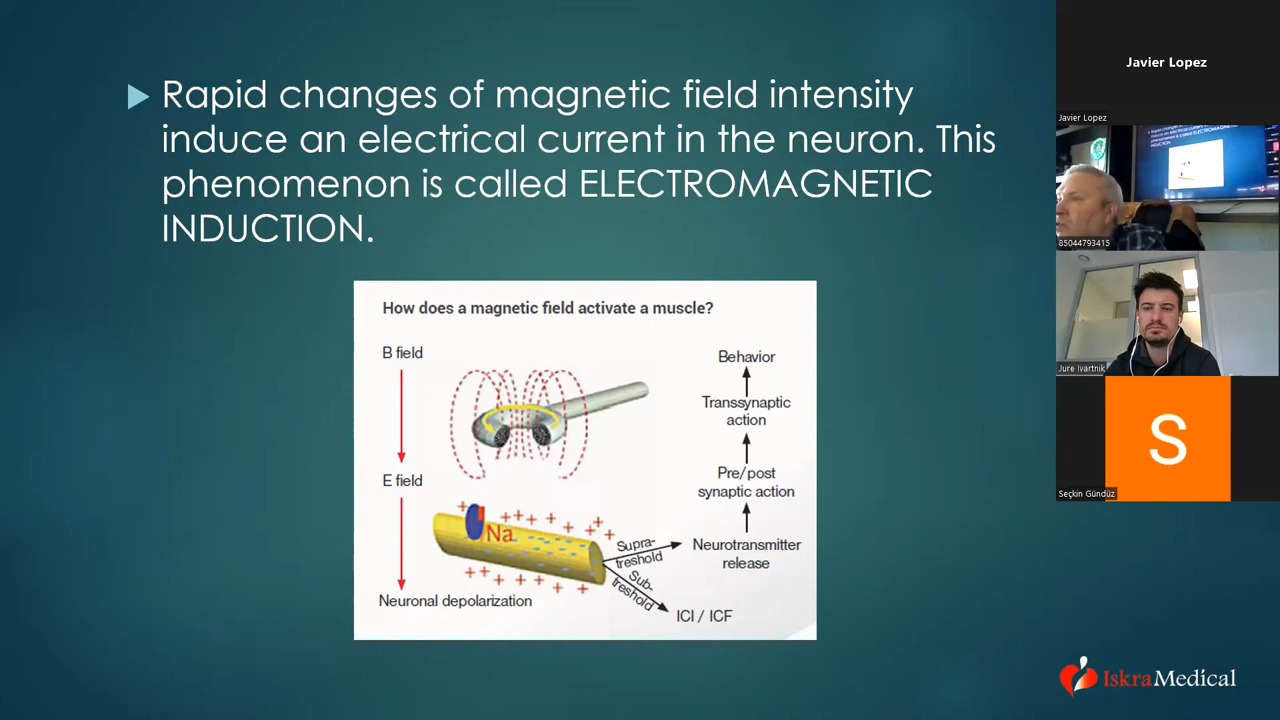 Rapid changes of magnetic field intensity
induce an electrical current in the neuron. This
phenomenon is called ELECTROMAGNETIC
INDUCTION.
How does a magnetic field activate a muscle?
B field
E field
Neuronal depolarization
Na
Supra-
treshold
Sub-
treshold
Behavior
Transsynaptic
action
Pre/post
synaptic action
Neurotransmitter
release
ICI / ICF
Javier Lopez
Javier Lopez
85044793415
Jure Ivartnik
S
Seçkin Gündüz
IskraMedical